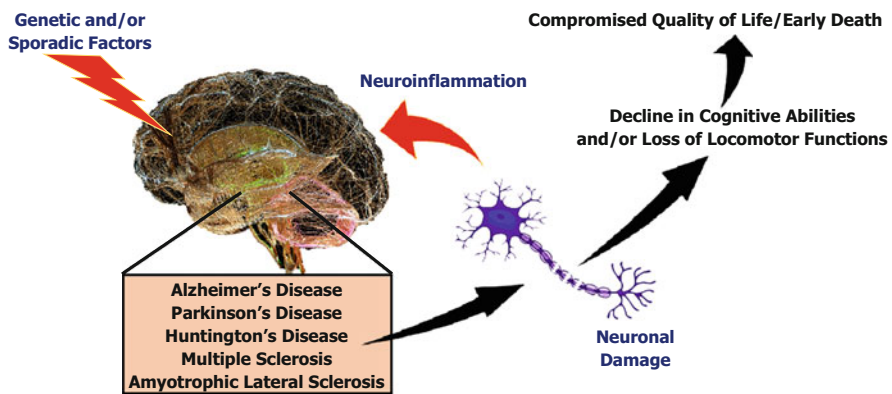 Genetic and/or
Sporadic Factors
Neuroinflammation
Compromised Quality of Life/Early Death
Decline in Cognitive Abilities
and/or Loss of Locomotor Functions
Alzheimer's Disease
Parkinson's Disease
Huntington's Disease
Multiple Sclerosis
Amyotrophic Lateral Sclerosis
Neuronal
Damage